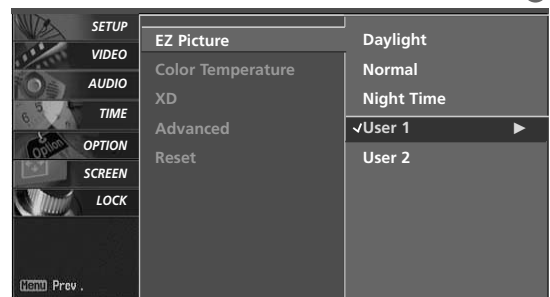 SETUP
VIDEO
AUDIO
TIME
OPTION
SCREEN
LOCK
Menu Prev.
EZ Picture
Color Temperature
XD
Advanced
Reset
Daylight
Normal
Night Time
✓User 1 ►
User 2
Option